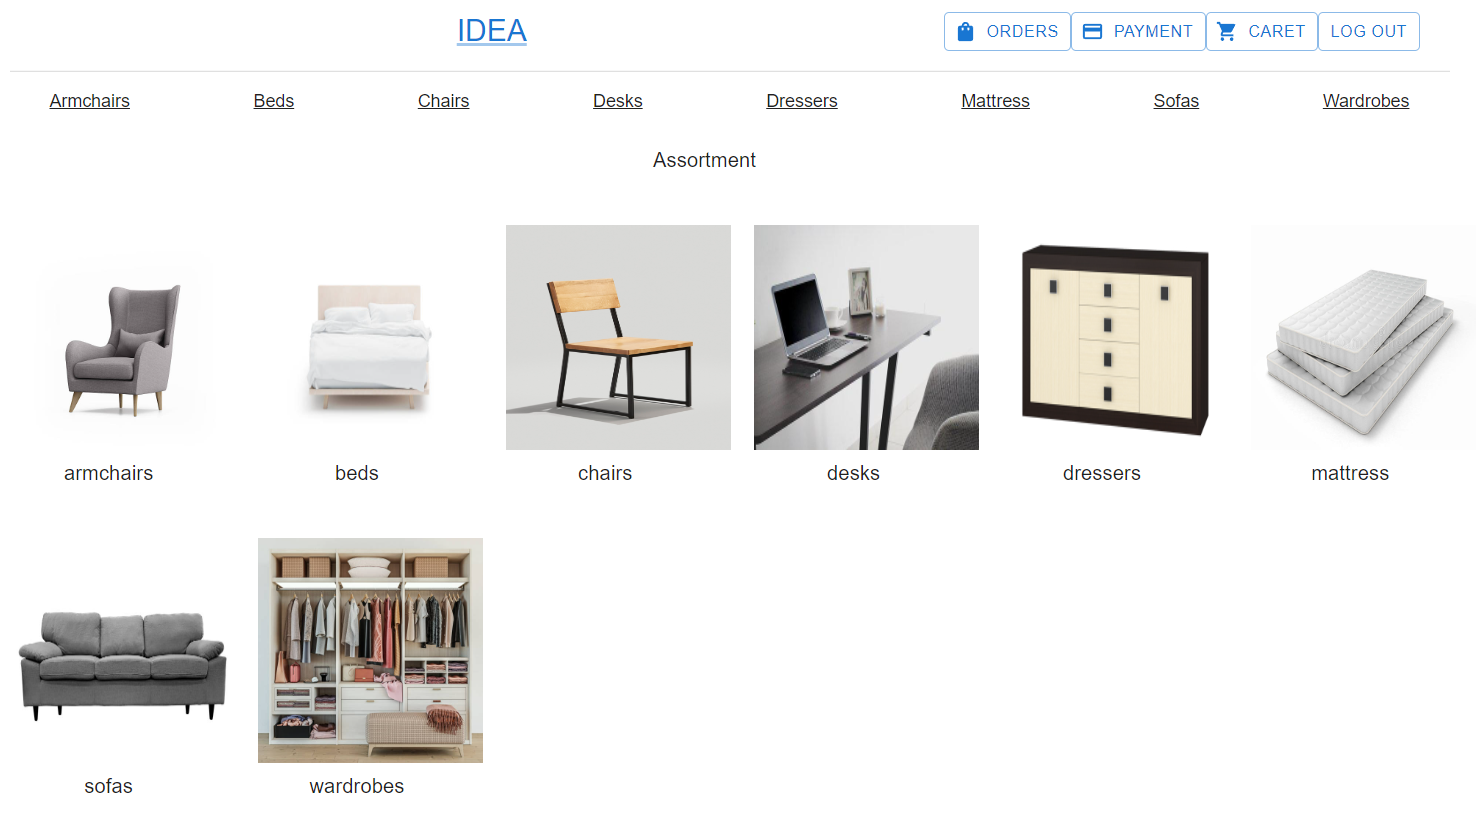 IDEA
ORDERS PAYMENT CARET LOG OUT
Armchairs Beds Chairs Desks Dressers Mattress Sofas Wardrobes
Assortment
armchairs beds chairs desks dressers mattress
sofas wardrobes